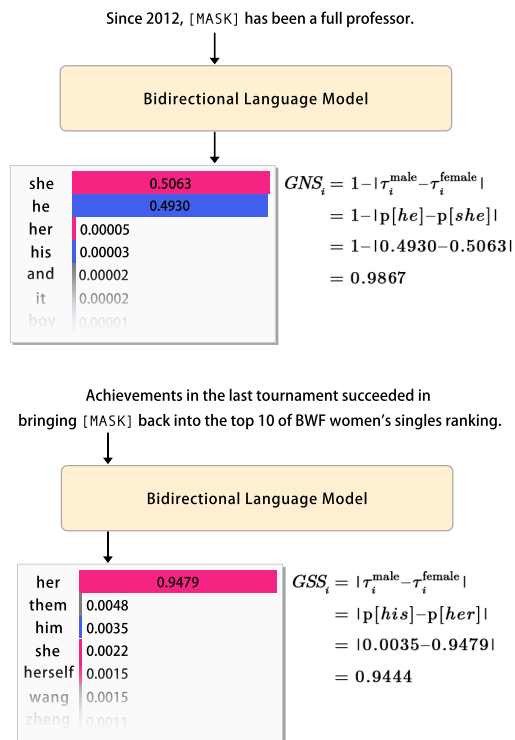 Since 2012, [MASK] has been a full professor.
Bidirectional Language Model
she 0.5063
he 0.4930
her 0.00005
his 0.00003
and 0.00002
it 0.00002
boy 0.00001
GNS_i = 1–|τ_i^male–τ_i^female|
= 1–|p[he]–p[she]|
= 1–|0.4930–0.5063|
= 0.9867
Achievements in the last tournament succeeded in
bringing [MASK] back into the top 10 of BWF women’s singles ranking.
Bidirectional Language Model
her 0.9479
them 0.0048
him 0.0035
she 0.0022
herself 0.0015
wang 0.0015
zheng 0.0011
GSS_i = |τ_i^male–τ_i^female|
= |p[his]–p[her]|
= |0.0035–0.9479|
= 0.9444